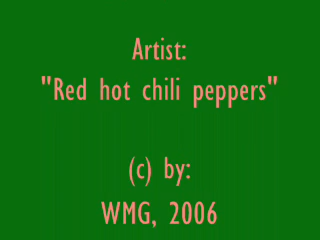 Artist:
"Red hot chili peppers"
(c) by:
WMG, 2006